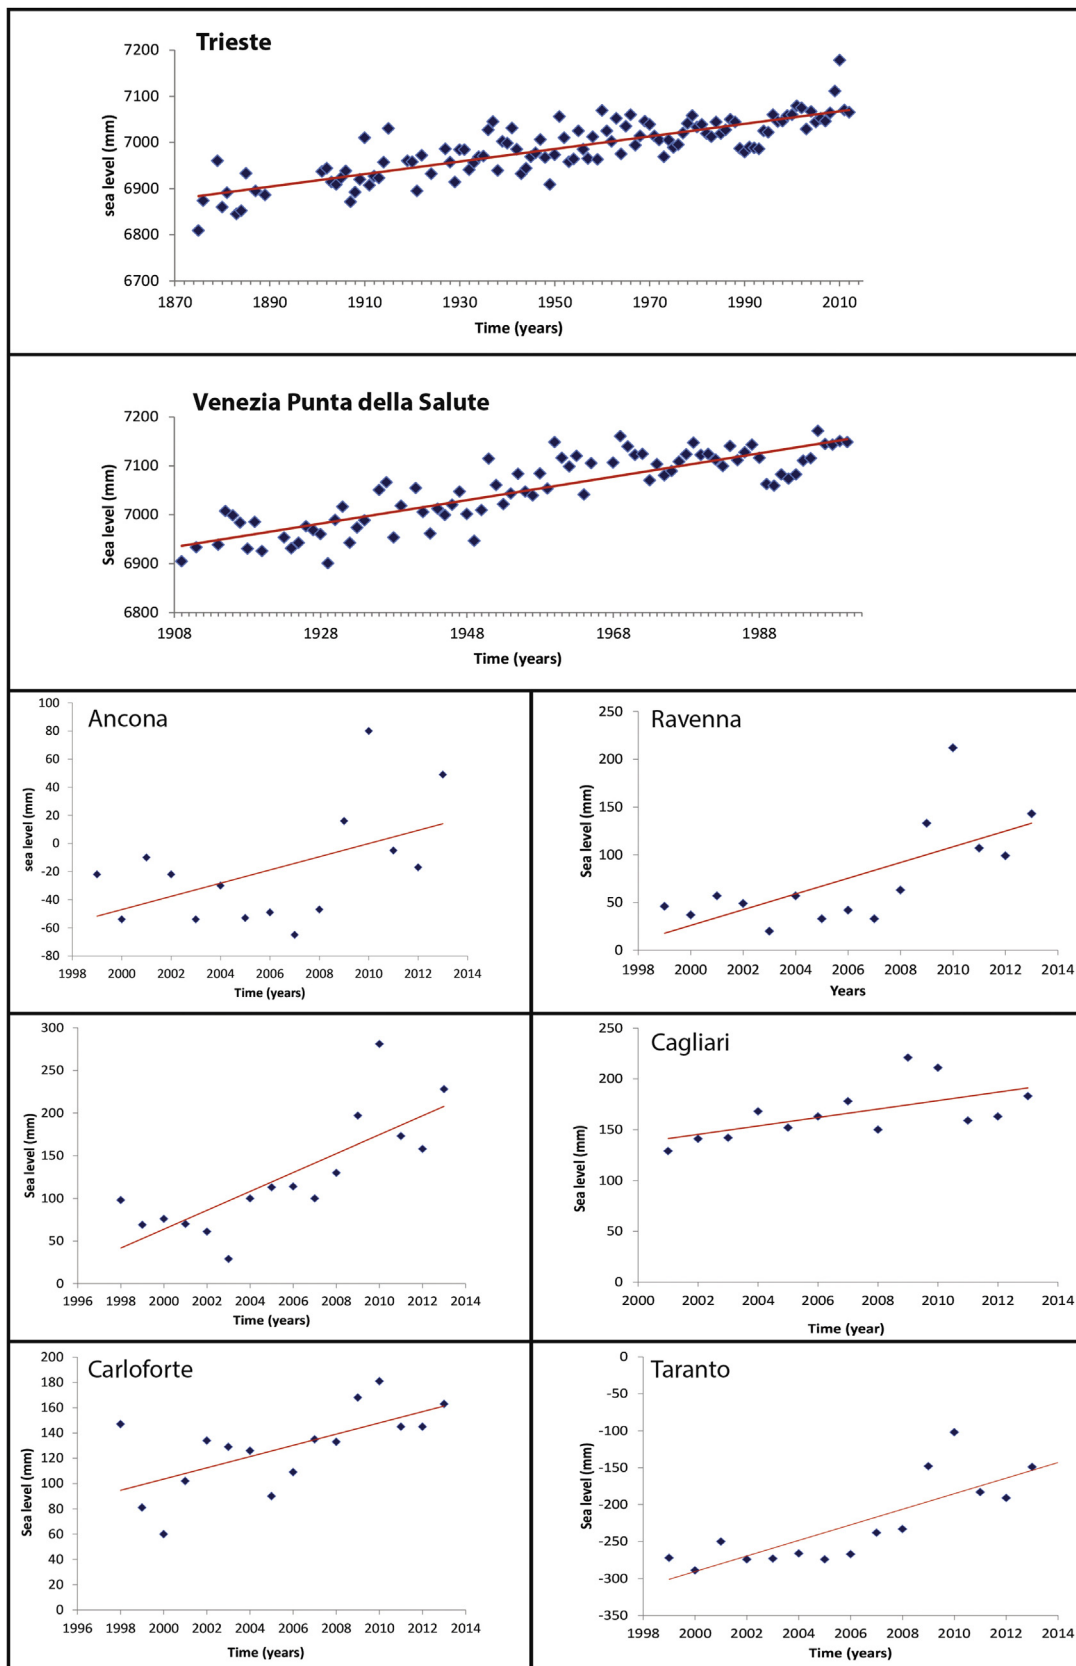 Trieste
7200
7100
7000
6900
6800
6700
sea level (mm)
1870 1890 1910 1930 1950 1970 1990 2010
Time (years)
Venezia Punta della Salute
7200
7100
7000
6900
6800
Sea level (mm)
1908 1928 1948 1968 1988
Time (years)
Ancona
100
80
60
40
20
0
-20
-40
-60
-80
sea level (mm)
1998 2000 2002 2004 2006 2008 2010 2012 2014
Time (years)
Ravenna
250
200
150
100
50
0
Sea level (mm)
1998 2000 2002 2004 2006 2008 2010 2012 2014
Years
300
250
200
150
100
50
0
Sea level (mm)
1996 1998 2000 2002 2004 2006 2008 2010 2012 2014
Time (years)
Cagliari
250
200
150
100
50
0
Sea level (mm)
2000 2002 2004 2006 2008 2010 2012 2014
Time (year)
Carloforte
200
180
160
140
120
100
80
60
40
20
0
Sea level (mm)
1996 1998 2000 2002 2004 2006 2008 2010 2012 2014
Time (years)
Taranto
0
-50
-100
-150
-200
-250
-300
-350
Sea level (mm)
1998 2000 2002 2004 2006 2008 2010 2012 2014
Time (years)